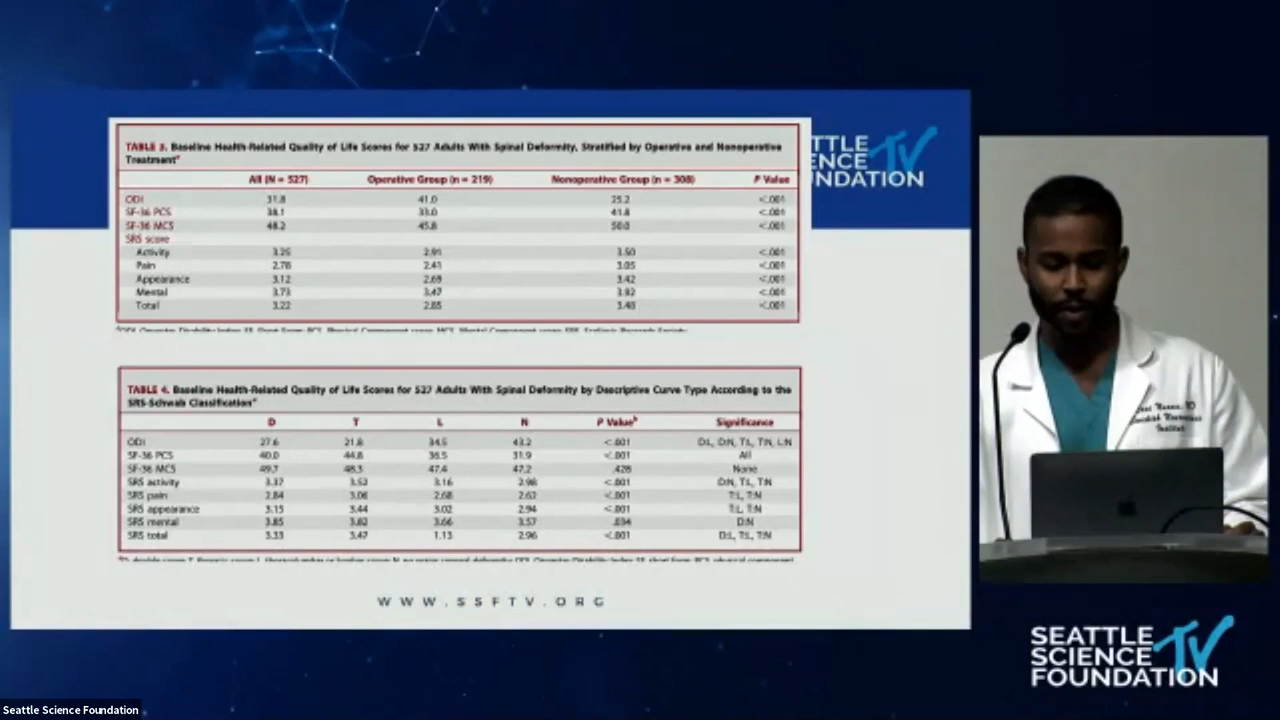 TABLE 3. Baseline Health-Related Quality of Life Scores for 527 Adults With Spinal Deformity, Stratified by Operative and Nonoperative
Treatmentᵃ
All (N = 527) Operative Group (n = 219) Nonoperative Group (n = 308) P Value
ODI 31.8 41.0 25.2 <.001
SF-36 PCS 38.1 33.0 41.8 <.001
SF-36 MCS 48.2 45.8 50.0 <.001
SRS score
Activity 3.25 2.91 3.50 <.001
Pain 2.78 2.41 3.05 <.001
Appearance 3.12 2.69 3.42 <.001
Mental 3.73 3.47 3.92 <.001
Total 3.22 2.85 3.48 <.001
TTLE
ENCE TV
UNDATION
TABLE 4. Baseline Health-Related Quality of Life Scores for 527 Adults With Spinal Deformity by Descriptive Curve Type According to the
SRS-Schwab Classificationᵃ
D T L N P Valueᵇ Significance
ODI 27.6 21.8 34.5 43.2 <.001 D:L, D:N, T:L, T:N, L:N
SF-36 PCS 40.0 44.8 36.5 31.9 <.001 All
SF-36 MCS 49.7 48.3 47.4 47.2 .428 None
SRS activity 3.37 3.52 3.16 2.98 <.001 D:N, T:L, T:N
SRS pain 2.84 3.06 2.68 2.62 <.001 T:L, T:N
SRS appearance 3.15 3.44 3.02 2.94 <.001 T:L, T:N
SRS mental 3.85 3.82 3.66 3.57 .034 D:N
SRS total 3.33 3.47 1.13 2.96 <.001 D:L, T:L, T:N
WWW.SSFTV.ORG
SEATTLE
SCIENCE TV
FOUNDATION
Seattle Science Foundation